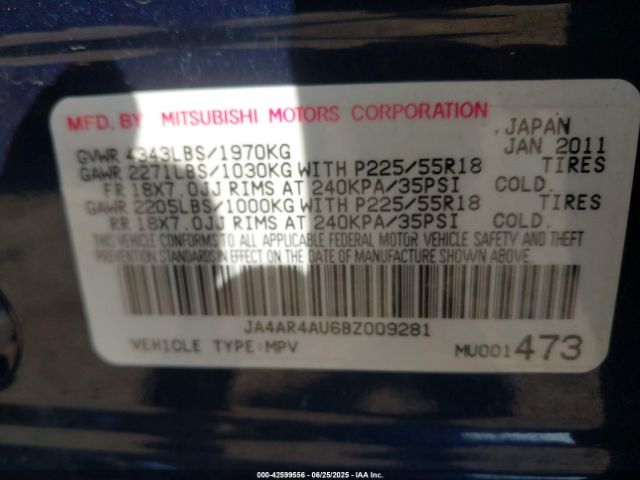 MFD. BY MITSUBISHI MOTORS CORPORATION JAPAN
GVWR 4343LBS/1970KG JAN 2011
GAWR 2271LBS/1030KG WITH P225/55R18 TIRES
FR 18X7.0JJ RIMS AT 240KPA/35PSI COLD.
GAWR 2205LBS/1000KG WITH P225/55R18 TIRES
RR 18X7.0JJ RIMS AT 240KPA/35PSI COLD.
THIS VEHICLE CONFORMS TO ALL APPLICABLE FEDERAL MOTOR VEHICLE SAFETY AND THEFT
PREVENTION STANDARDS IN EFFECT ON THE DATE OF MANUFACTURE SHOWN ABOVE.
JA4AR4AU6BZ009281
VEHICLE TYPE:MPV MU001473
000-42599556 - 06/25/2025 - IAA Inc.